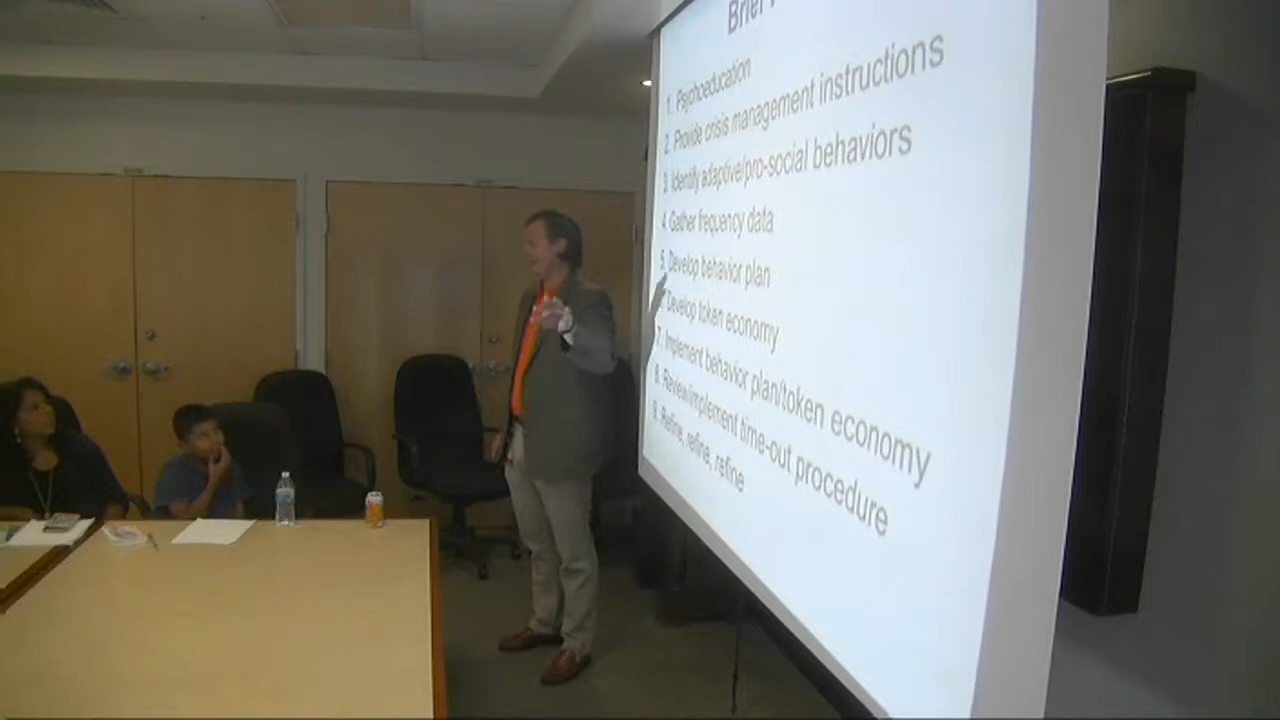 Brief
1. Psychoeducation
2. Provide crisis management instructions
3. Identify adaptive/pro-social behaviors
4. Gather frequency data
5. Develop behavior plan
Develop token economy
7. Implement behavior plan/token economy
8. Review/implement time-out procedure
9. Refine, refine, refine